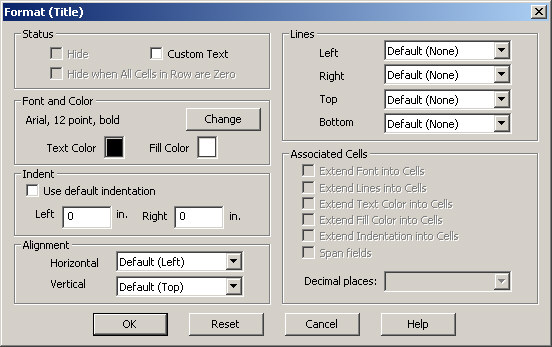 Format (Title)
Status
Hide
Custom Text
Hide when All Cells in Row are Zero
Font and Color
Arial, 12 point, bold
Change
Text Color
Fill Color
Indent
Use default indentation
Left 0 in. Right 0 in.
Alignment
Horizontal Default (Left)
Vertical Default (Top)
Lines
Left Default (None)
Right Default (None)
Top Default (None)
Bottom Default (None)
Associated Cells
Extend Font into Cells
Extend Lines into Cells
Extend Text Color into Cells
Extend Fill Color into Cells
Extend Indentation into Cells
Span fields
Decimal places:
OK Reset Cancel Help